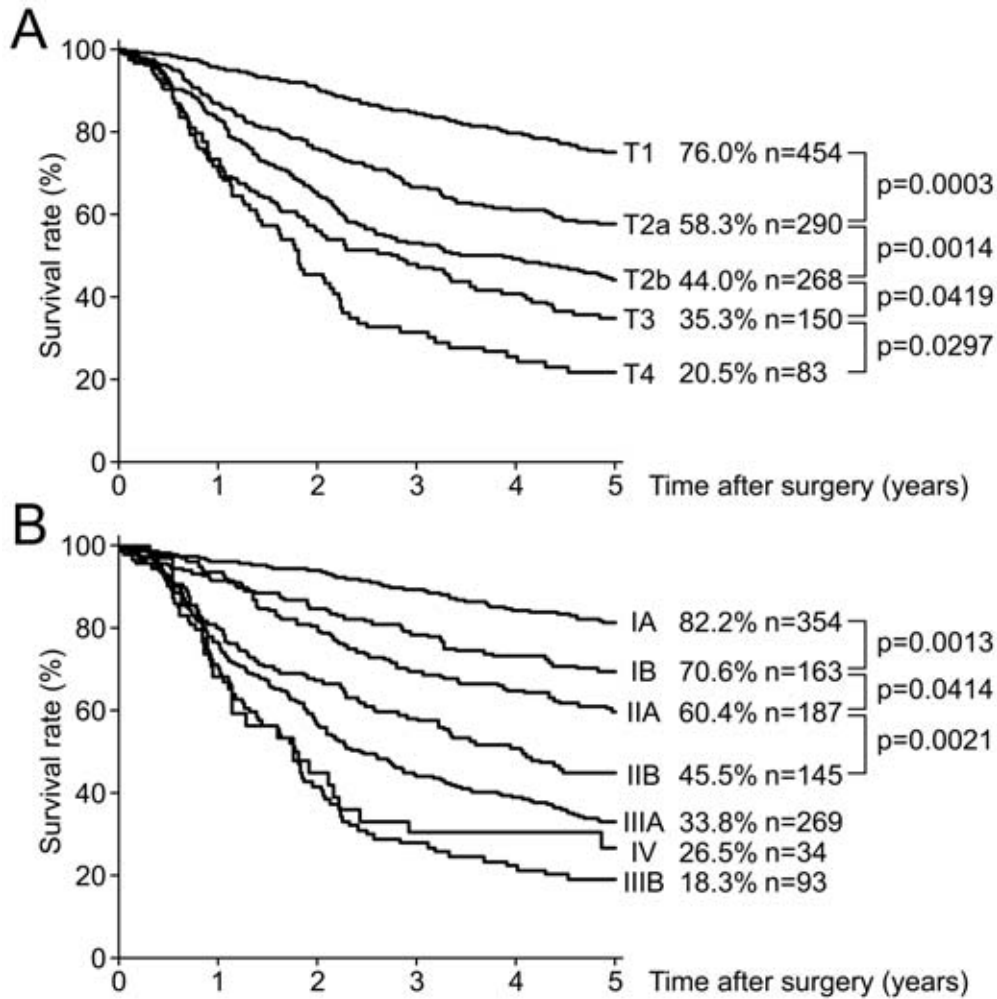 A
Survival rate (%)
100
80
60
40
20
0
T1 76.0% n=454
T2a 58.3% n=290
T2b 44.0% n=268
T3 35.3% n=150
T4 20.5% n=83
p=0.0003
p=0.0014
p=0.0419
p=0.0297
0 1 2 3 4 5 Time after surgery (years)
B
Survival rate (%)
100
80
60
40
20
0
IA 82.2% n=354
IB 70.6% n=163
IIA 60.4% n=187
IIB 45.5% n=145
IIIA 33.8% n=269
IV 26.5% n=34
IIIB 18.3% n=93
p=0.0013
p=0.0414
p=0.0021
0 1 2 3 4 5 Time after surgery (years)